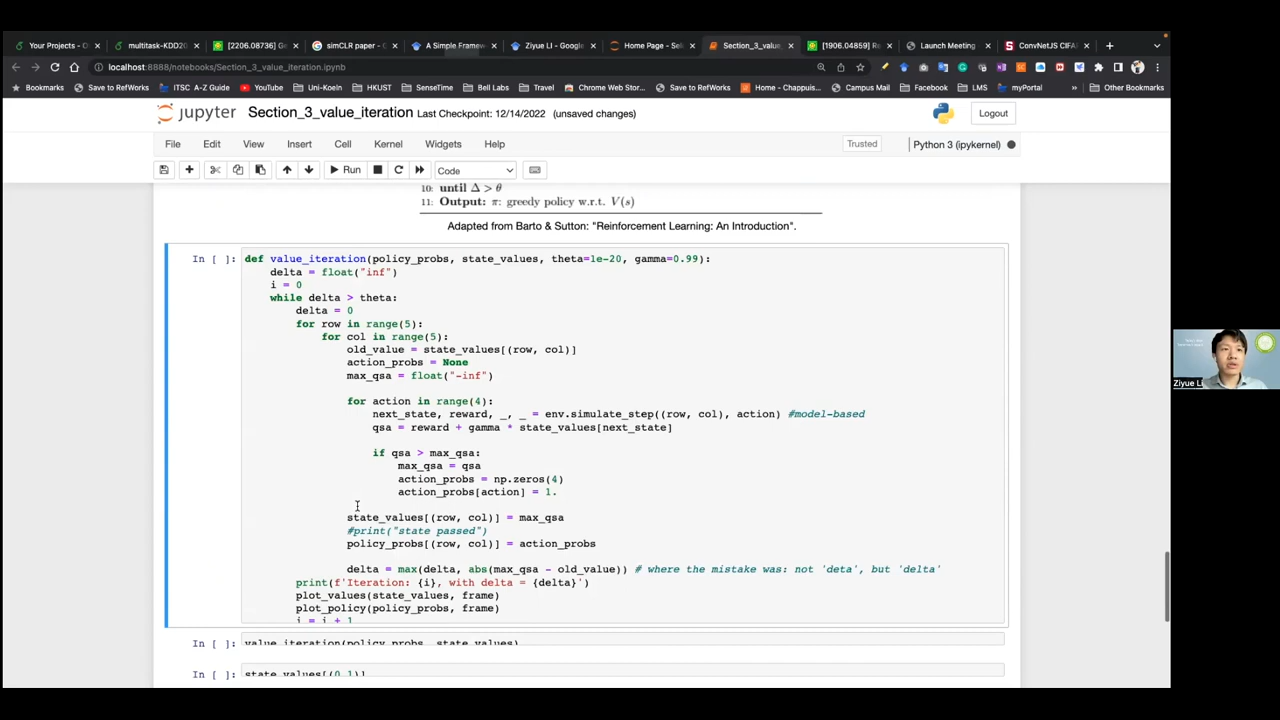 Your Projects - O
multitask-KDD20
[2206.08736] G
simCLR paper - G
A Simple Framew
Ziyue LI - Google
Home Page - Sel
Section_3_value_
[1906.04859] Re
Launch Meeting
ConvNetJS CIFA
localhost:8888/notebooks/Section_3_value_iteration.ipynb
Bookmarks
Save to RefWorks
ITSC A-Z Guide
YouTube
Uni-Koeln
HKUST
SenseTime
Bell Labs
Travel
Chrome Web Stor...
Save to RefWorks
Home - Chappuis...
Campus Mail
Facebook
LMS
myPortal
Other Bookmarks
jupyter Section_3_value_iteration Last Checkpoint: 12/14/2022 (unsaved changes)
Logout
File Edit View Insert Cell Kernel Widgets Help
Trusted
Python 3 (ipykernel)
Run
Code
10: until Δ > θ
11: Output: π: greedy policy w.r.t. V(s)
Adapted from Barto & Sutton: "Reinforcement Learning: An Introduction".
In [ ]: def value_iteration(policy_probs, state_values, theta=1e-20, gamma=0.99):
delta = float("inf")
i = 0
while delta > theta:
delta = 0
for row in range(5):
for col in range(5):
old_value = state_values[(row, col)]
action_probs = None
max_qsa = float("-inf")
for action in range(4):
next_state, reward, _, _ = env.simulate_step((row, col), action) #model-based
qsa = reward + gamma * state_values[next_state]
if qsa > max_qsa:
max_qsa = qsa
action_probs = np.zeros(4)
action_probs[action] = 1.
state_values[(row, col)] = max_qsa
#print("state passed")
policy_probs[(row, col)] = action_probs
delta = max(delta, abs(max_qsa - old_value)) # where the mistake was: not 'deta', but 'delta'
print(f'Iteration: {i}, with delta = {delta}')
plot_values(state_values, frame)
plot_policy(policy_probs, frame)
i = i + 1
In [ ]: value_iteration(policy_probs, state_values)
In [ ]: state_values[(0,1)]
Ziyue Li